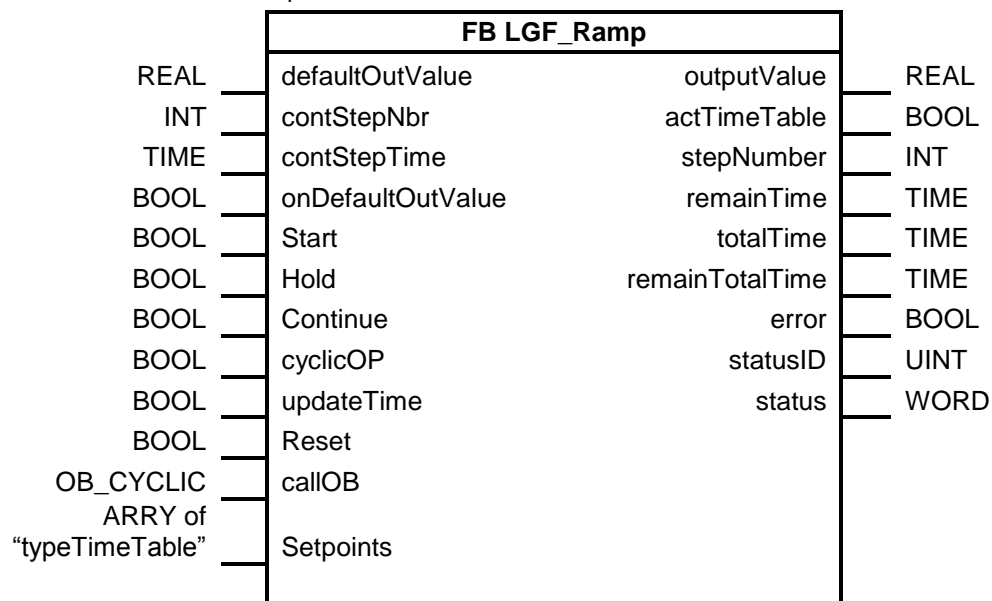 FB LGF_Ramp
REAL defaultOutValue outputValue REAL
INT contStepNbr actTimeTable BOOL
TIME contStepTime stepNumber INT
BOOL onDefaultOutValue remainTime TIME
BOOL Start totalTime TIME
BOOL Hold remainTotalTime TIME
BOOL Continue error BOOL
BOOL cyclicOP statusID UINT
BOOL updateTime status WORD
BOOL Reset
OB_CYCLIC callOB
ARRY of
“typeTimeTable” Setpoints